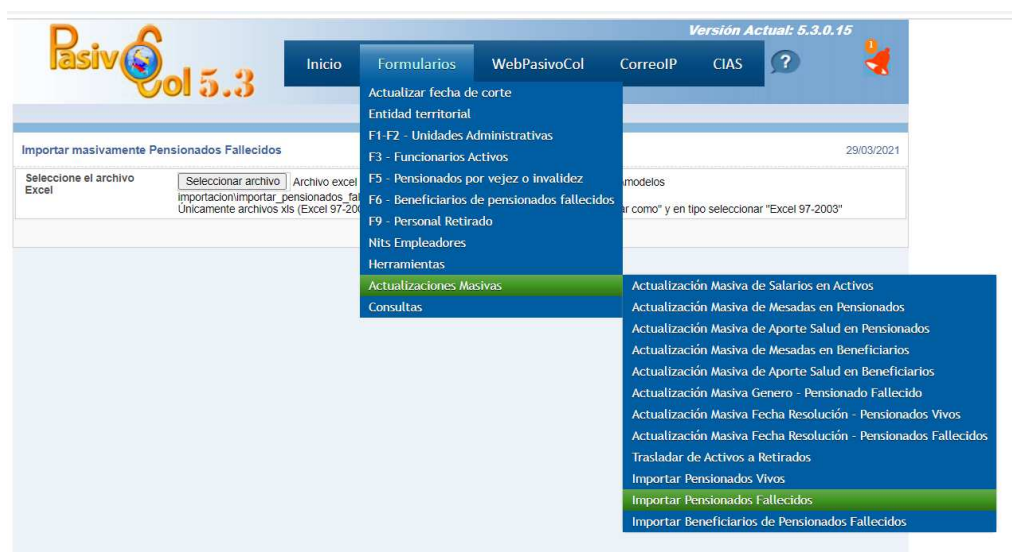 Versión Actual: 5.3.0.15
PasivoCol 5.3
Inicio Formularios WebPasivoCol CorreoIP CIAS ? 1
Actualizar fecha de corte
Entidad territorial
F1-F2 - Unidades Administrativas
F3 - Funcionarios Activos
F5 - Pensionados por vejez o invalidez
F6 - Beneficiarios de pensionados fallecidos
F9 - Personal Retirado
Nits Empleadores
Herramientas
Actualizaciones Masivas
Consultas
Actualización Masiva de Salarios en Activos
Actualización Masiva de Mesadas en Pensionados
Actualización Masiva de Aporte Salud en Pensionados
Actualización Masiva de Mesadas en Beneficiarios
Actualización Masiva de Aporte Salud en Beneficiarios
Actualización Masiva Genero - Pensionado Fallecido
Actualización Masiva Fecha Resolución - Pensionados Vivos
Actualización Masiva Fecha Resolución - Pensionados Fallecidos
Trasladar de Activos a Retirados
Importar Pensionados Vivos
Importar Pensionados Fallecidos
Importar Beneficiarios de Pensionados Fallecidos
Importar masivamente Pensionados Fallecidos 29/03/2021
Seleccione el archivo Excel
Seleccionar archivo Archivo excel modelos
importacion\importar_pensionados_fal
Únicamente archivos xls (Excel 97-200 ar como" y en tipo seleccionar "Excel 97-2003"